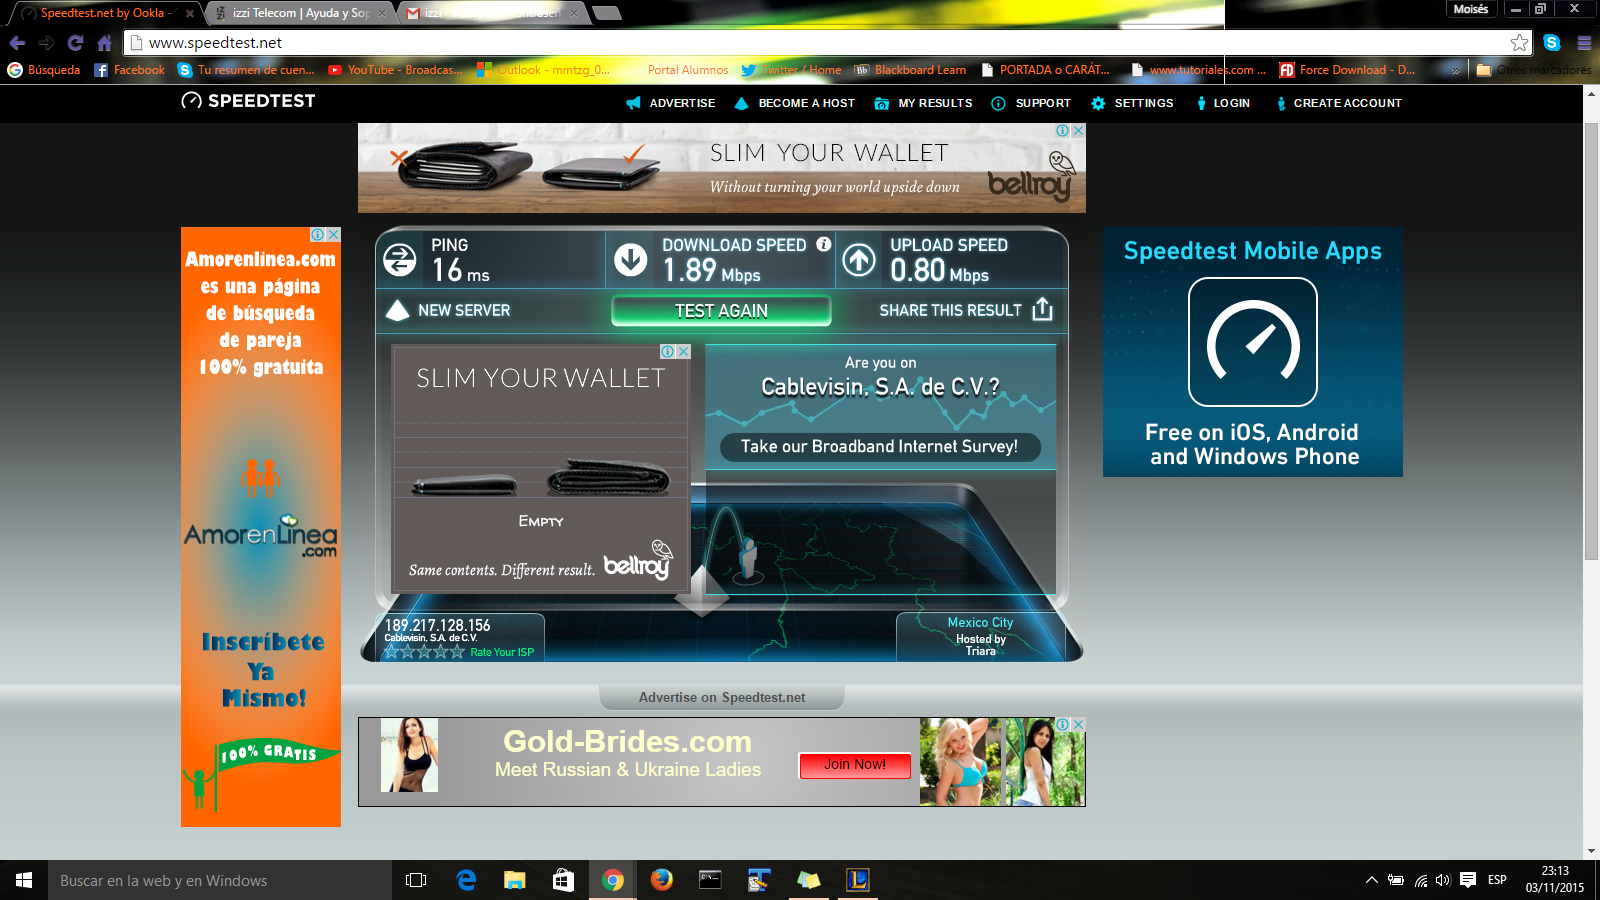 Speedtest.net by Ookla -
izzi Telecom | Ayuda y Sop
izzi
Moisés
www.speedtest.net
Búsqueda
Facebook
Tu resumen de cuen...
YouTube - Broadcas...
Outlook - mmtzg_0...
Portal Alumnos
Twitter / Home
Bb
Blackboard Learn
PORTADA o CARÁT...
www.tutoriales.com ...
FD
Force Download - D...
»
Otros marcadores
SPEEDTEST
ADVERTISE
BECOME A HOST
MY RESULTS
SUPPORT
SETTINGS
LOGIN
CREATE ACCOUNT
SLIM YOUR WALLET
Without turning your world upside down
bellroy
Amorenlinea.com
es una página
de búsqueda
de pareja
100% gratuita
AmorenLinea
.com
Inscríbete
Ya
Mismo!
100% GRATIS
PING
16 ms
DOWNLOAD SPEED
1.89 Mbps
UPLOAD SPEED
0.80 Mbps
NEW SERVER
TEST AGAIN
SHARE THIS RESULT
SLIM YOUR WALLET
EMPTY
Same contents. Different result.
bellroy
Are you on
Cablevisin, S.A. de C.V.?
Take our Broadband Internet Survey!
189.217.128.156
Cablevisin, S.A. de C.V.
Rate Your ISP
Mexico City
Hosted by
Triara
Speedtest Mobile Apps
Free on iOS, Android
and Windows Phone
Advertise on Speedtest.net
Gold-Brides.com
Meet Russian & Ukraine Ladies
Join Now!
Buscar en la web y en Windows
ESP
23:13
03/11/2015